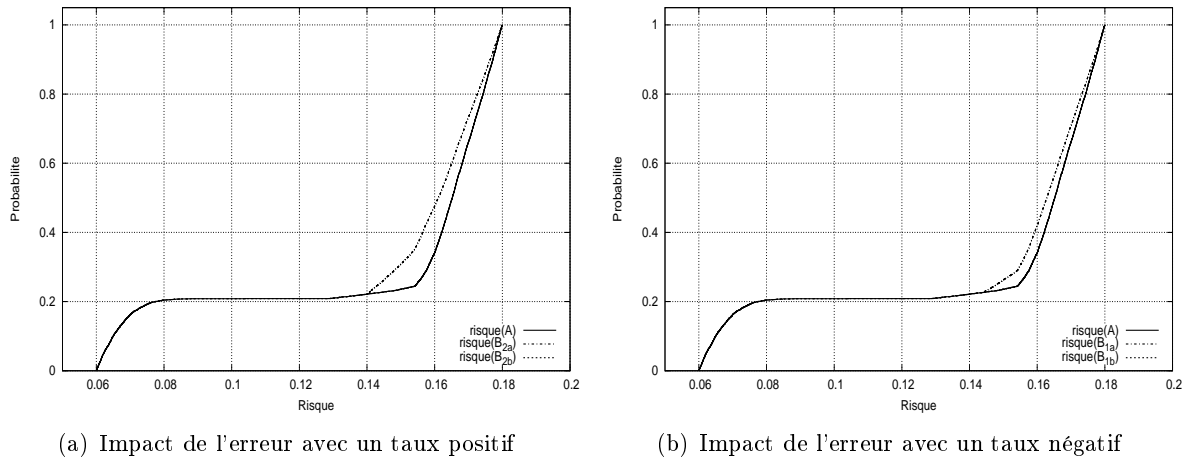 1
0.8
0.6
0.4
0.2
0
Probabilite
0.06 0.08 0.1 0.12 0.14 0.16 0.18 0.2
Risque
risque(A)
risque(B2a)
risque(B2b)
(a) Impact de l'erreur avec un taux positif
1
0.8
0.6
0.4
0.2
0
Probabilite
0.06 0.08 0.1 0.12 0.14 0.16 0.18 0.2
Risque
risque(A)
risque(B1a)
risque(B1b)
(b) Impact de l'erreur avec un taux négatif